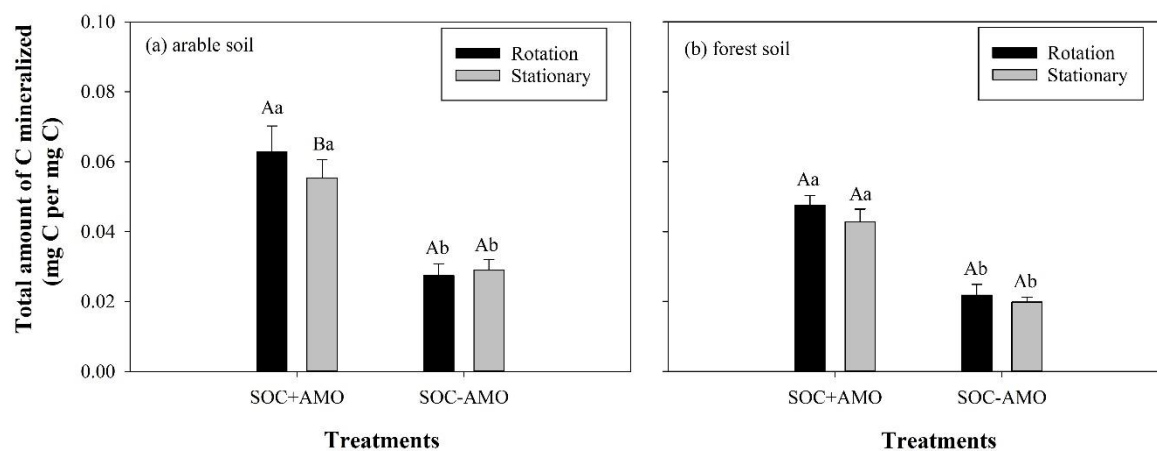 Total amount of C mineralized
(mg C per mg C)
0.10
0.08
0.06
0.04
0.02
0.00
(a) arable soil
Rotation
Stationary
Aa
Ba
Ab
Ab
SOC+AMO
SOC-AMO
Treatments
(b) forest soil
Rotation
Stationary
Aa
Aa
Ab
Ab
SOC+AMO
SOC-AMO
Treatments